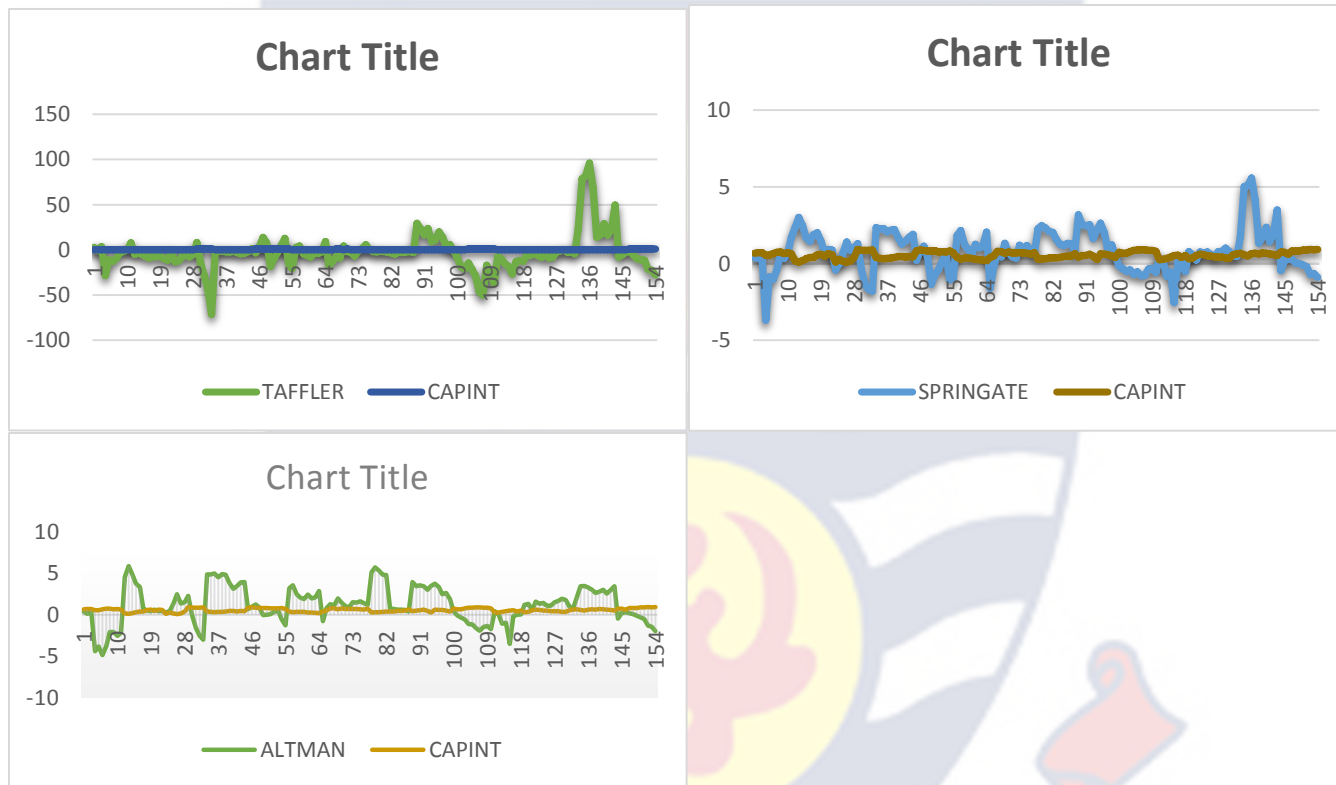 Chart Title
150
100
50
0
-50
-100
1 10 19 28 37 46 55 64 73 82 91 100 109 118 127 136 145 154
TAFFLER CAPINT
Chart Title
10
5
0
-5
1 10 19 28 37 46 55 64 73 82 91 100 109 118 127 136 145 154
SPRINGATE CAPINT
Chart Title
10
5
0
-5
-10
1 10 19 28 37 46 55 64 73 82 91 100 109 118 127 136 145 154
ALTMAN CAPINT